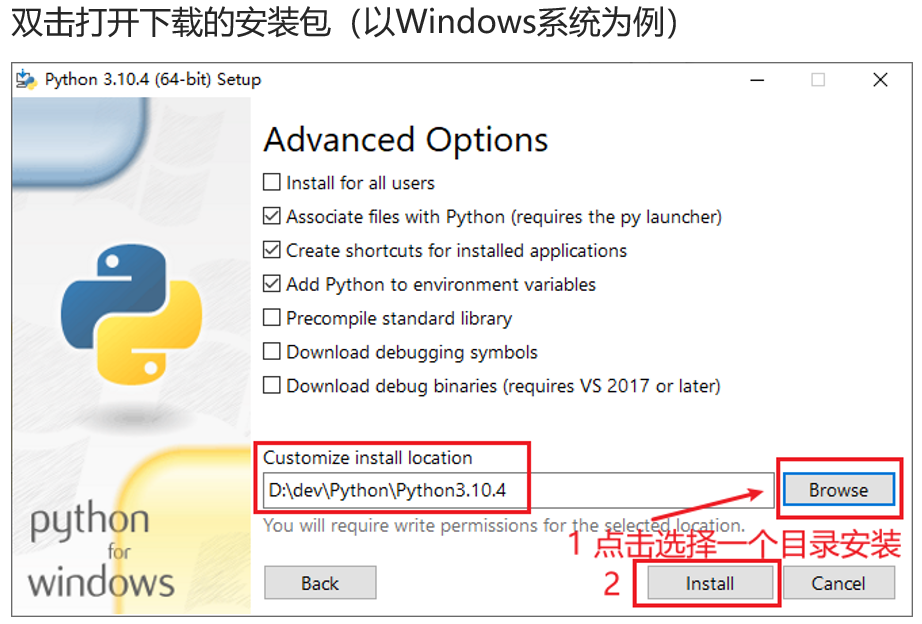 双击打开下载的安装包（以Windows系统为例）
Python 3.10.4 (64-bit) Setup
Advanced Options
Install for all users
Associate files with Python (requires the py launcher)
Create shortcuts for installed applications
Add Python to environment variables
Precompile standard library
Download debugging symbols
Download debug binaries (requires VS 2017 or later)
Customize install location
D:\dev\Python\Python3.10.4
Browse
You will require write permissions for the selected location.
1 点击选择一个目录安装
python
for
windows
Back
2
Install
Cancel